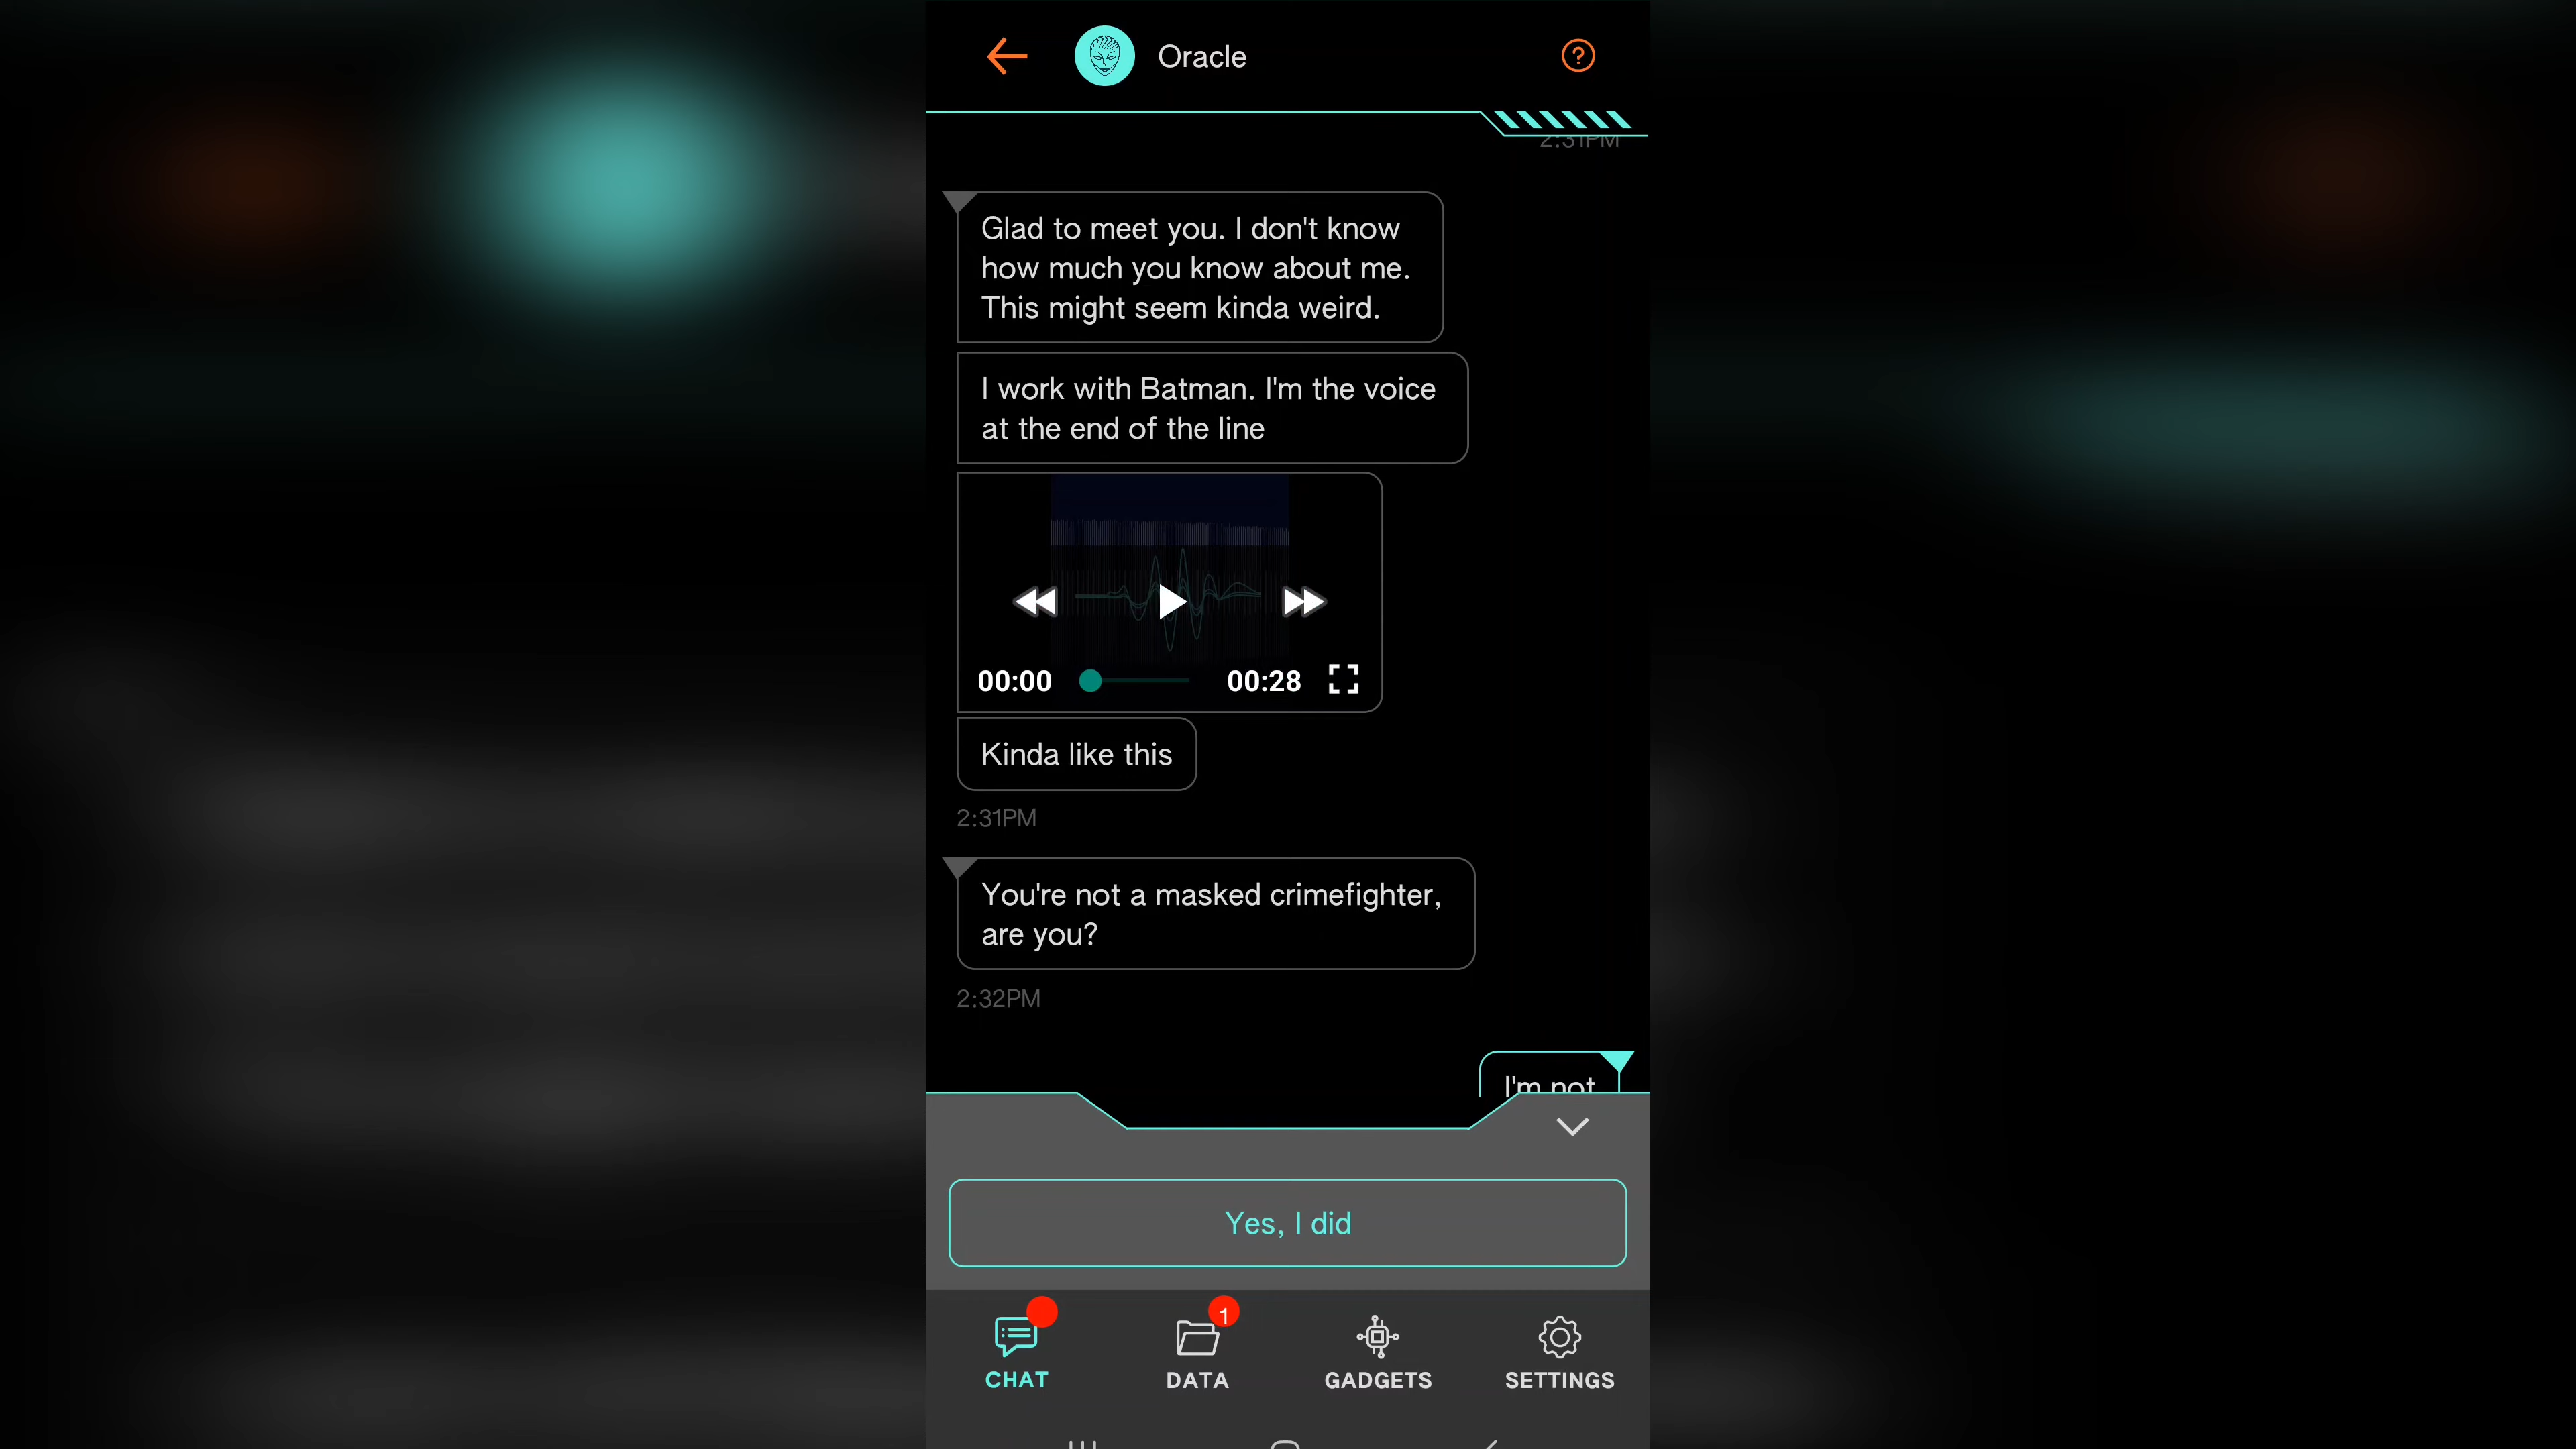 Oracle
2:31PM
Glad to meet you. I don't know
how much you know about me.
This might seem kinda weird.
I work with Batman. I'm the voice
at the end of the line
00:00
00:28
Kinda like this
2:31PM
You're not a masked crimefighter,
are you?
2:32PM
I'm not
Yes, I did
1
CHAT
DATA
GADGETS
SETTINGS